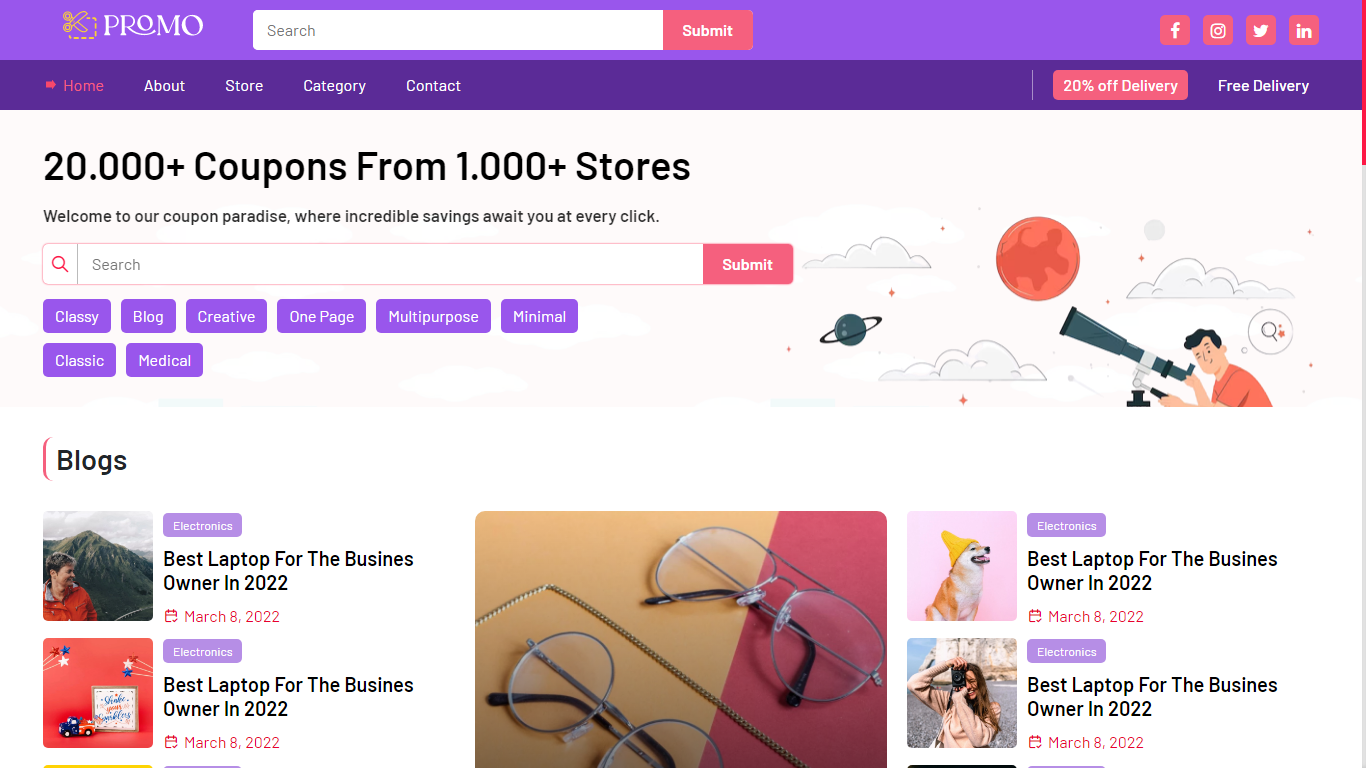 PROMO
Search
Submit
Home
About
Store
Category
Contact
20% off Delivery
Free Delivery
20.000+ Coupons From 1.000+ Stores
Welcome to our coupon paradise, where incredible savings await you at every click.
Search
Submit
Classy
Blog
Creative
One Page
Multipurpose
Minimal
Classic
Medical
Blogs
Electronics
Best Laptop For The Busines
Owner In 2022
March 8, 2022
Shake
your
Sparklers
Electronics
Best Laptop For The Busines
Owner In 2022
March 8, 2022
Electronics
Best Laptop For The Busines
Owner In 2022
March 8, 2022
Electronics
Best Laptop For The Busines
Owner In 2022
March 8, 2022